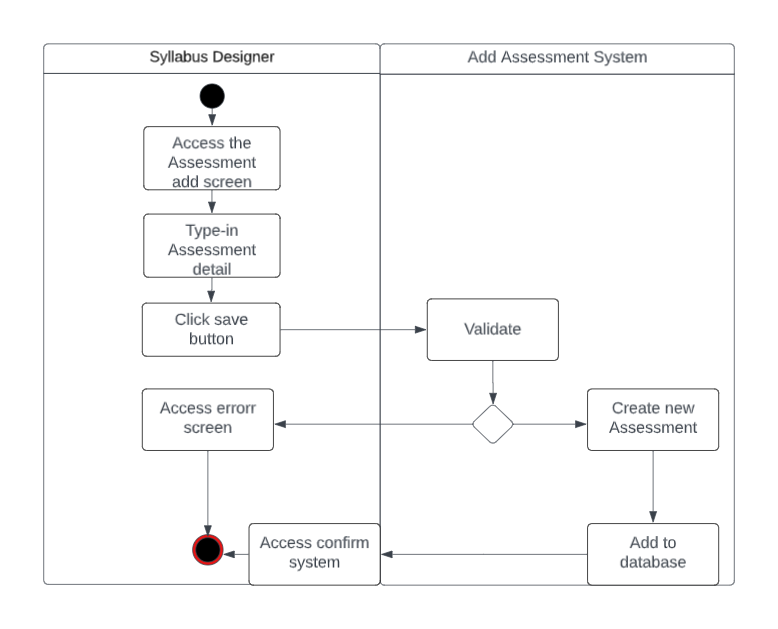 Syllabus Designer
Add Assessment System
Access the
Assessment
add screen
Type-in
Assessment
detail
Click save
button
Validate
Access errorr
screen
Create new
Assessment
Access confirm
system
Add to
database